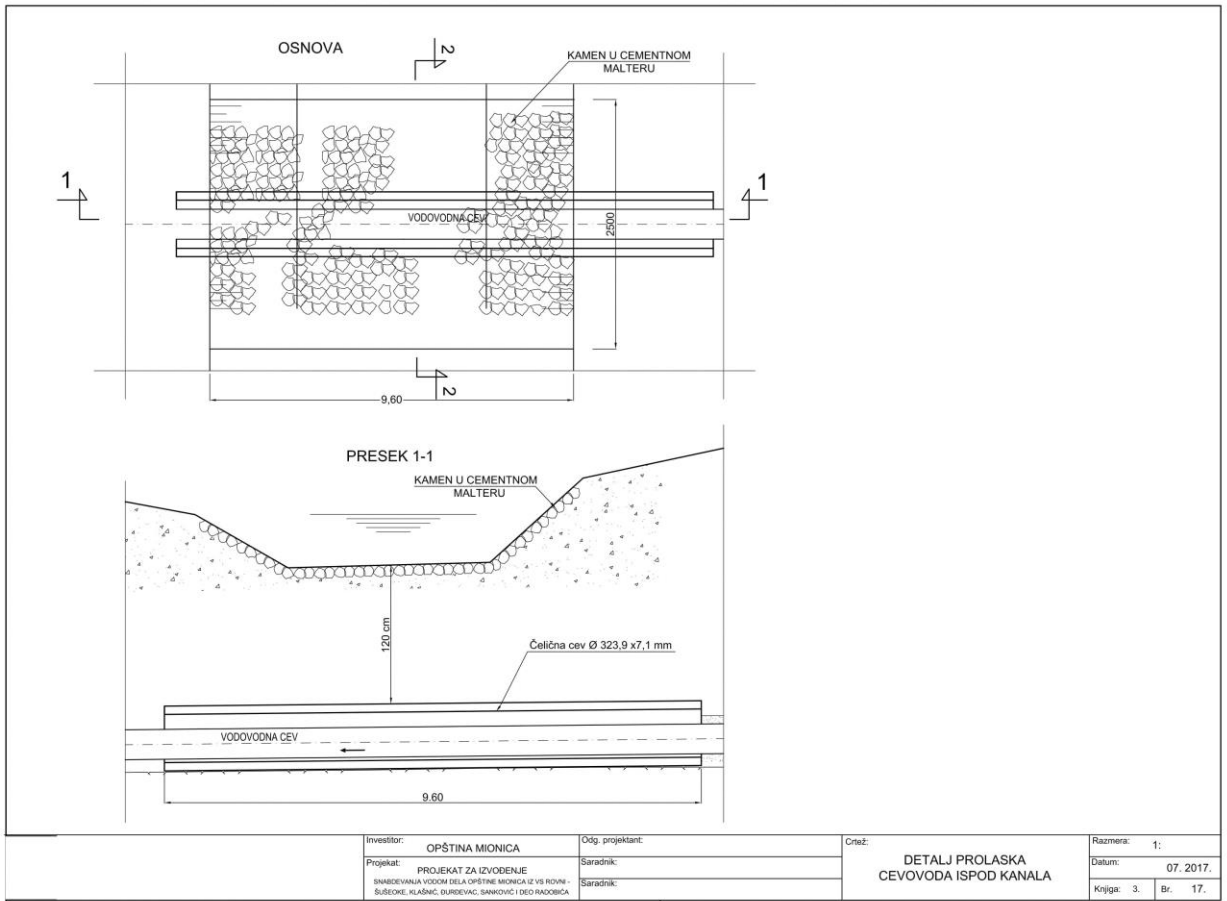 OSNOVA
2
KAMEN U CEMENTNOM
MALTERU
1
1
VODOVODNA CEV
2500
2
9,60
PRESEK 1-1
KAMEN U CEMENTNOM
MALTERU
120 cm
Čelična cev Ø 323,9 x7,1 mm
VODOVODNA CEV
9.60
Investitor:
OPŠTINA MIONICA
Projekat:
PROJEKAT ZA IZVOĐENJE
SNABDEVANJA VODOM DELA OPŠTINE MIONICA IZ VS ROVNI -
ŠUŠEOKE, KLAŠNIĆ, ĐURĐEVAC, SANKOVIĆ I DEO RADOBIĆA
Odg. projektant:
Saradnik:
Saradnik:
Crtež:
DETALJ PROLASKA
CEVOVODA ISPOD KANALA
Razmera: 1:
Datum: 07. 2017.
Knjiga: 3. Br. 17.